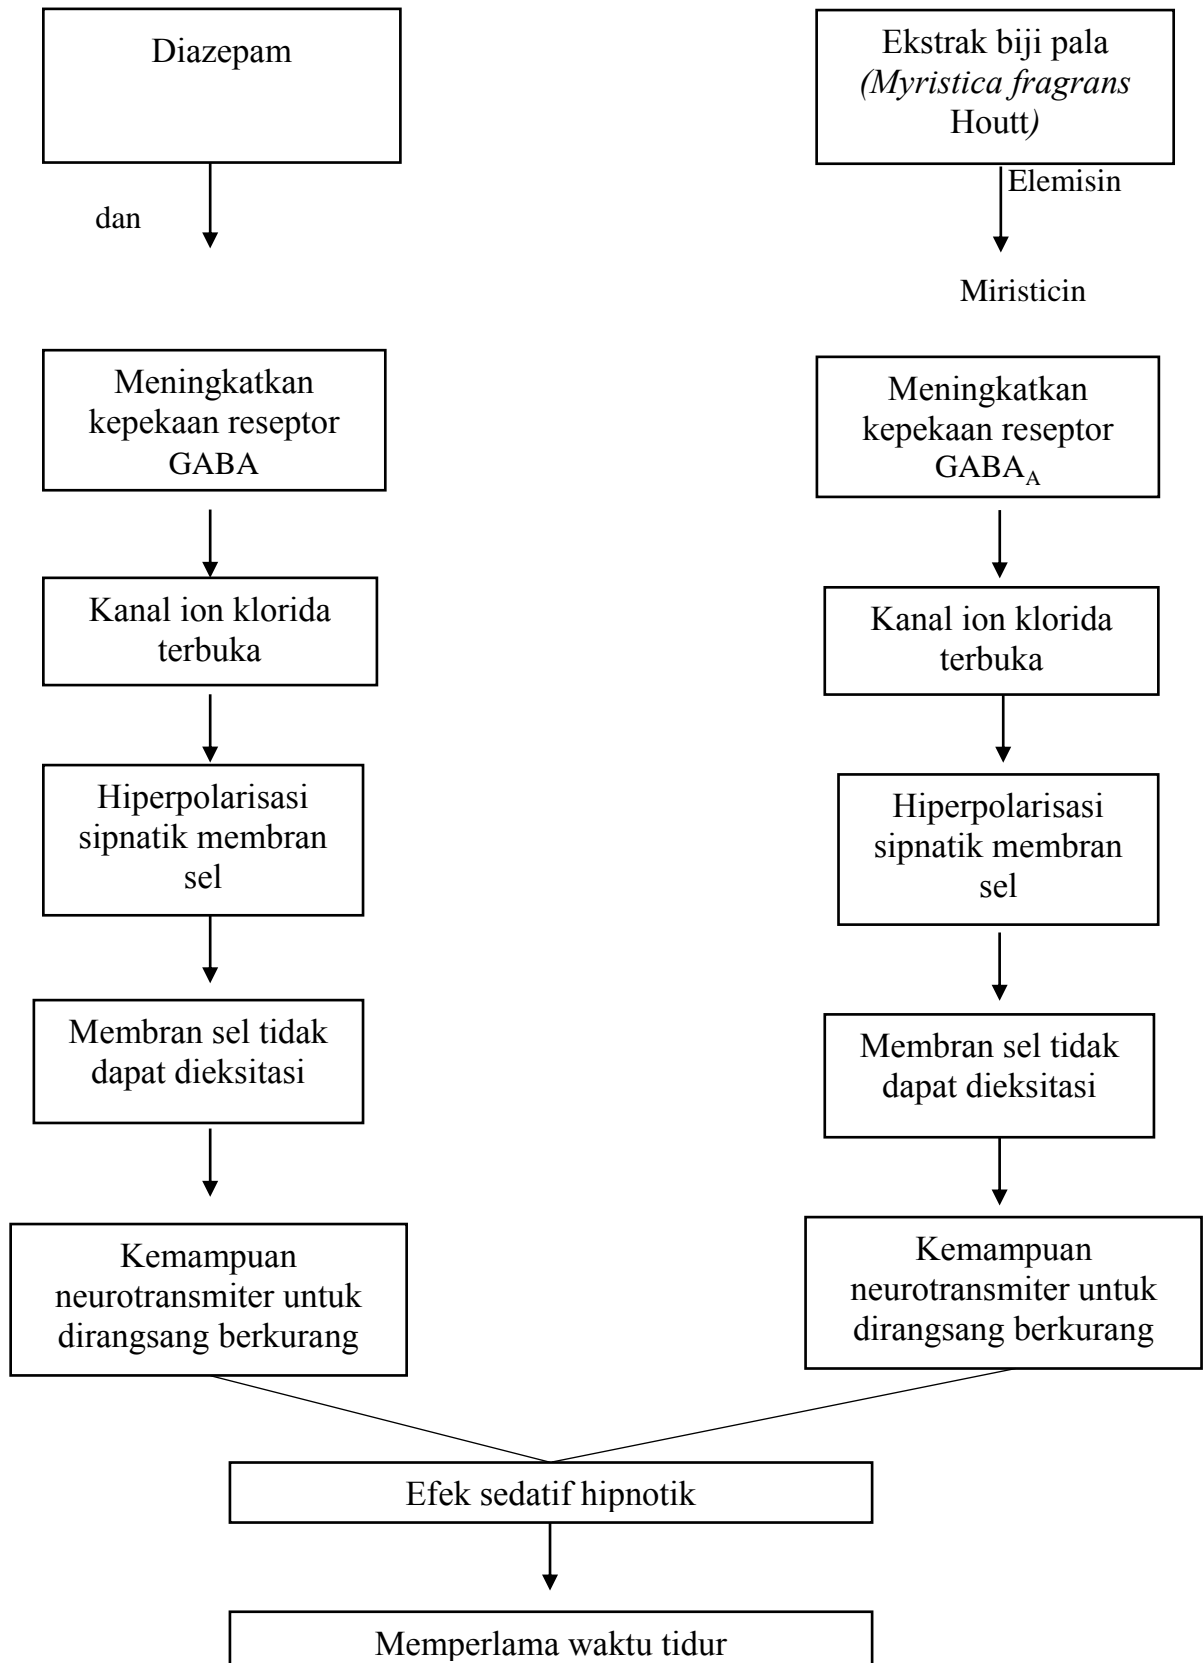 Diazepam
Ekstrak biji pala
(Myristica fragrans
Houtt)
Elemisin
dan
Miristicin
Meningkatkan
kepekaan reseptor
GABA
Meningkatkan
kepekaan reseptor
GABA_A
Kanal ion klorida
terbuka
Kanal ion klorida
terbuka
Hiperpolarisasi
sipnatik membran
sel
Hiperpolarisasi
sipnatik membran
sel
Membran sel tidak
dapat dieksitasi
Membran sel tidak
dapat dieksitasi
Kemampuan
neurotransmiter untuk
dirangsang berkurang
Kemampuan
neurotransmiter untuk
dirangsang berkurang
Efek sedatif hipnotik
Memperlama waktu tidur